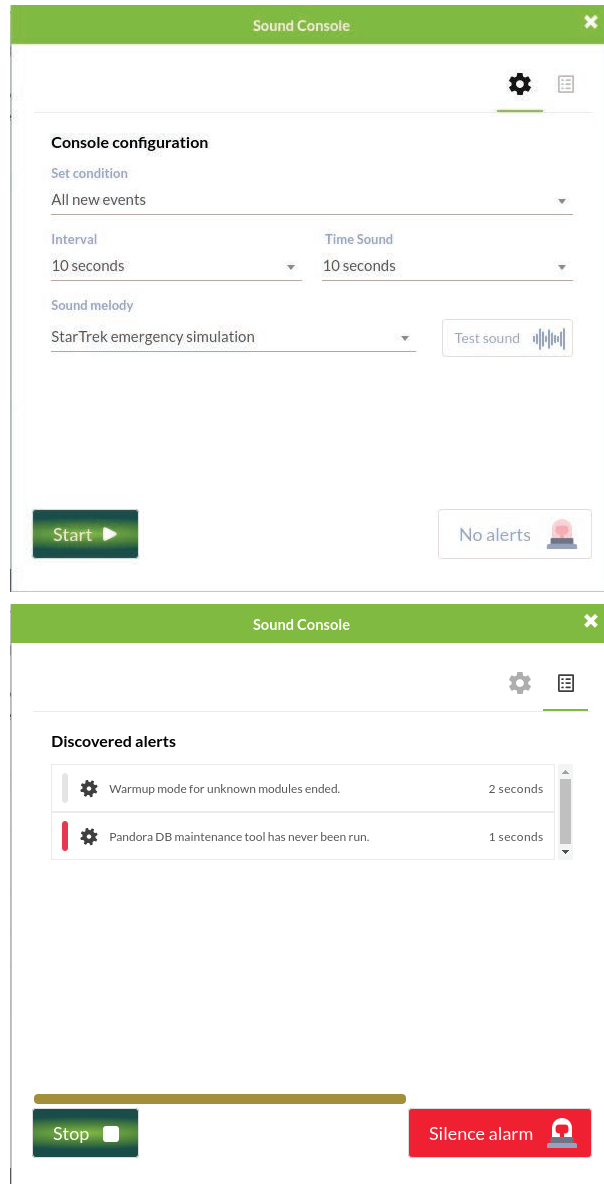 Sound Console
Console configuration
Set condition
All new events
Interval Time Sound
10 seconds 10 seconds
Sound melody
StarTrek emergency simulation Test sound
Start No alerts
Sound Console
Discovered alerts
Warmup mode for unknown modules ended. 2 seconds
Pandora DB maintenance tool has never been run. 1 seconds
Stop Silence alarm